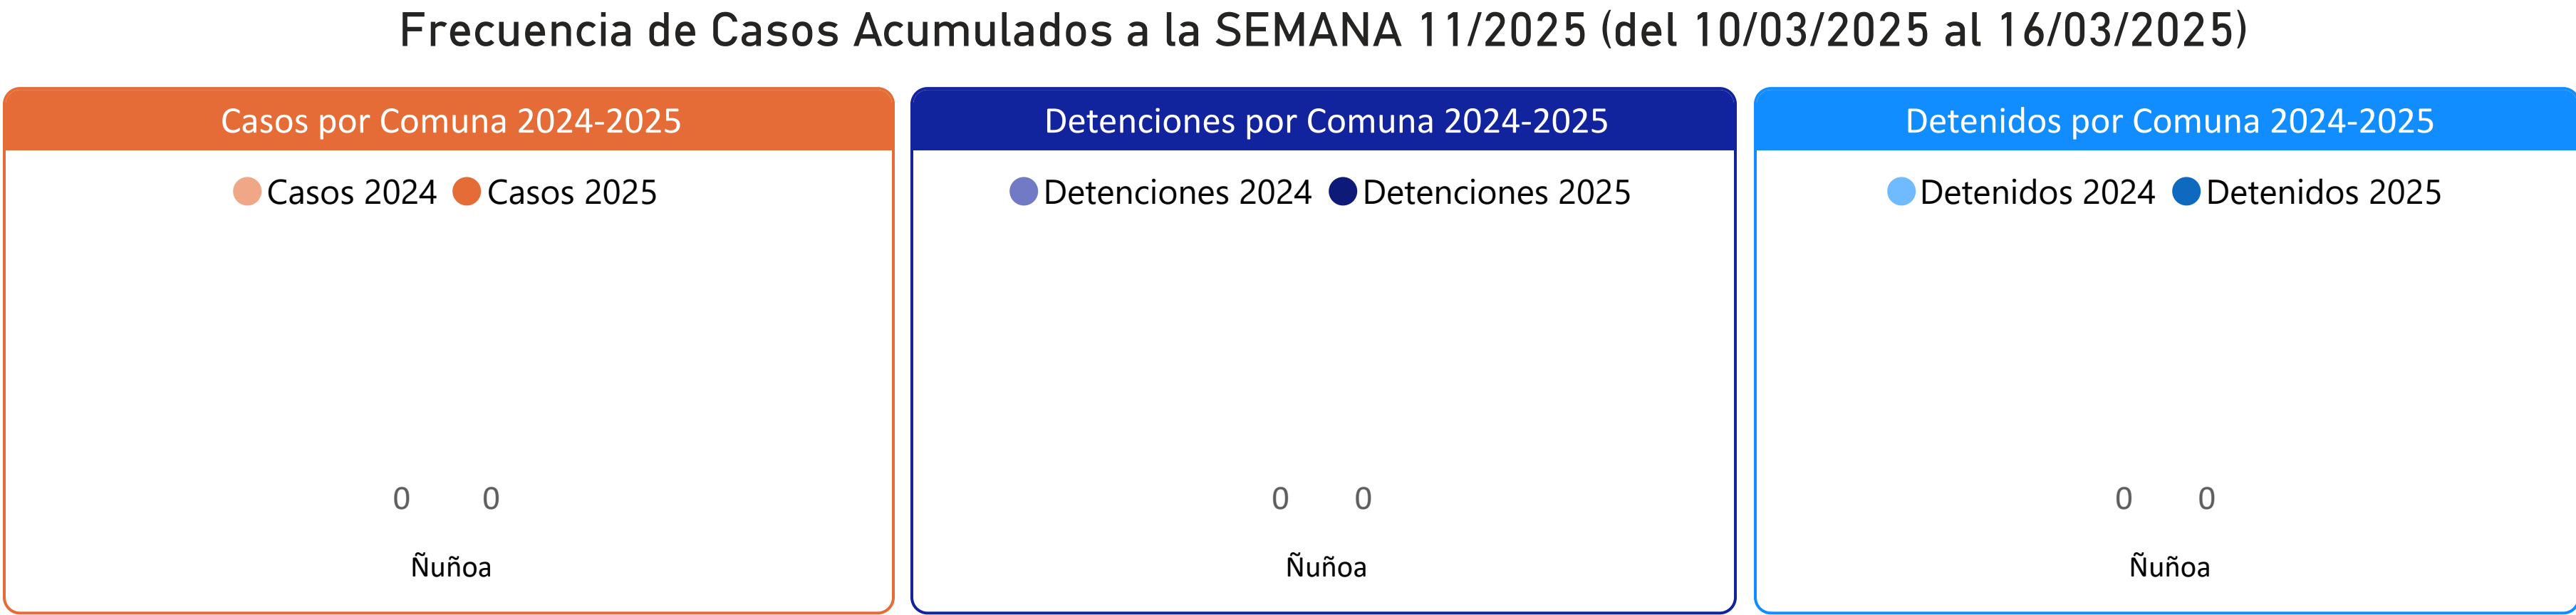 Frecuencia de Casos Acumulados a la SEMANA 11/2025 (del 10/03/2025 al 16/03/2025)
Casos por Comuna 2024-2025
Casos 2024 Casos 2025
0 0
Ñuñoa
Detenciones por Comuna 2024-2025
Detenciones 2024 Detenciones 2025
0 0
Ñuñoa
Detenidos por Comuna 2024-2025
Detenidos 2024 Detenidos 2025
0 0
Ñuñoa